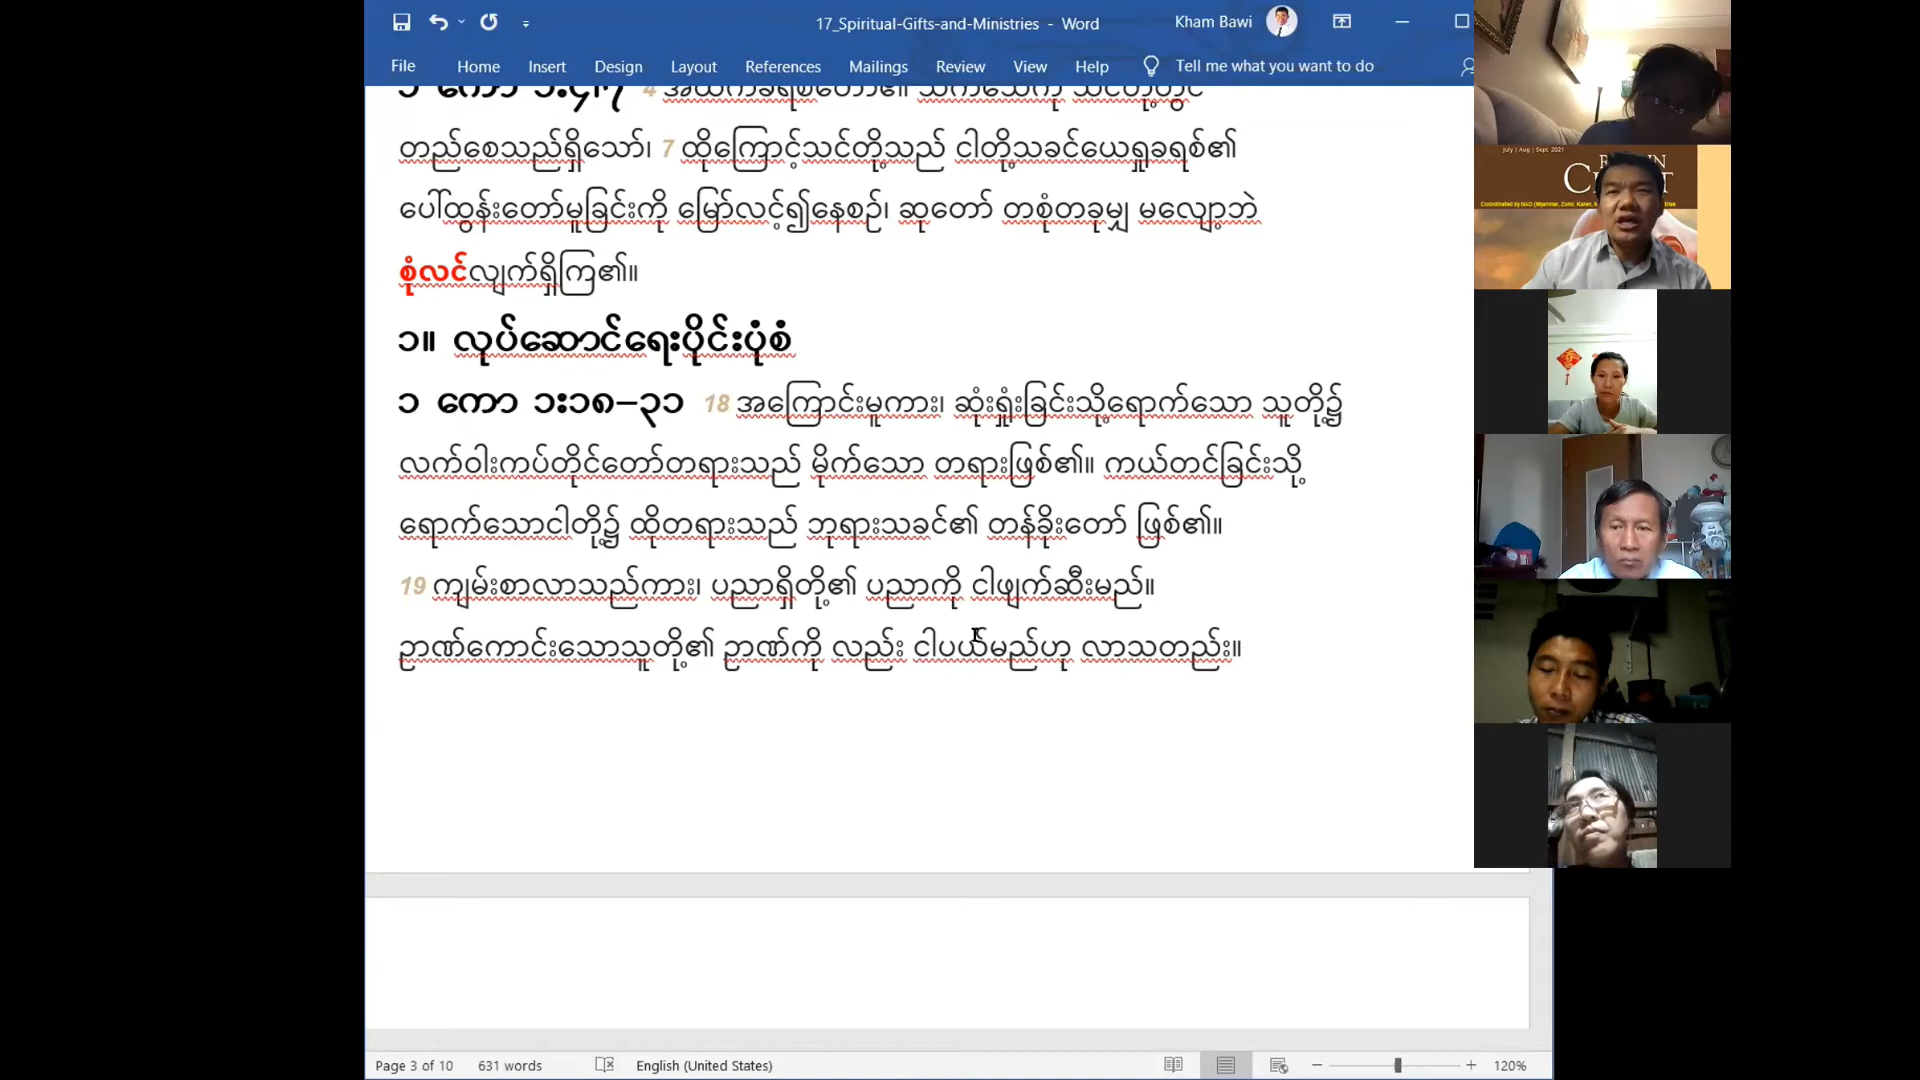 17_Spiritual-Gifts-and-Ministries - Word
Kham Bawi
File Home Insert Design Layout References Mailings Review View Help Tell me what you want to do
တည်စေသည်ရှိသော်၊ 7 ထိုကြောင့်သင်တို့သည် ငါတို့သခင်ယေရှုခရစ်၏
ပေါ်ထွန်းတော်မူခြင်းကို မြော်လင့်၍နေစဉ်၊ ဆုတော် တစုံတခုမျှ မလျော့ဘဲ
စုံလင်လျက်ရှိကြ၏။
၁။ လုပ်ဆောင်ရေးပိုင်းပုံစံ
၁ ကော ၁:၁၈–၃၁ 18 အကြောင်းမူကား၊ ဆုံးရှုံးခြင်းသို့ရောက်သော သူတို့၌
လက်ဝါးကပ်တိုင်တော်တရားသည် မိုက်သော တရားဖြစ်၏။ ကယ်တင်ခြင်းသို့
ရောက်သောငါတို့၌ ထိုတရားသည် ဘုရားသခင်၏ တန်ခိုးတော် ဖြစ်၏။
19 ကျမ်းစာလာသည်ကား၊ ပညာရှိတို့၏ ပညာကို ငါဖျက်ဆီးမည်။
ဉာဏ်ကောင်းသောသူတို့၏ ဉာဏ်ကို လည်း ငါပယ်မည်ဟု လာသတည်း။
Page 3 of 10 631 words English (United States) 120%
July | Aug | Sept 2021